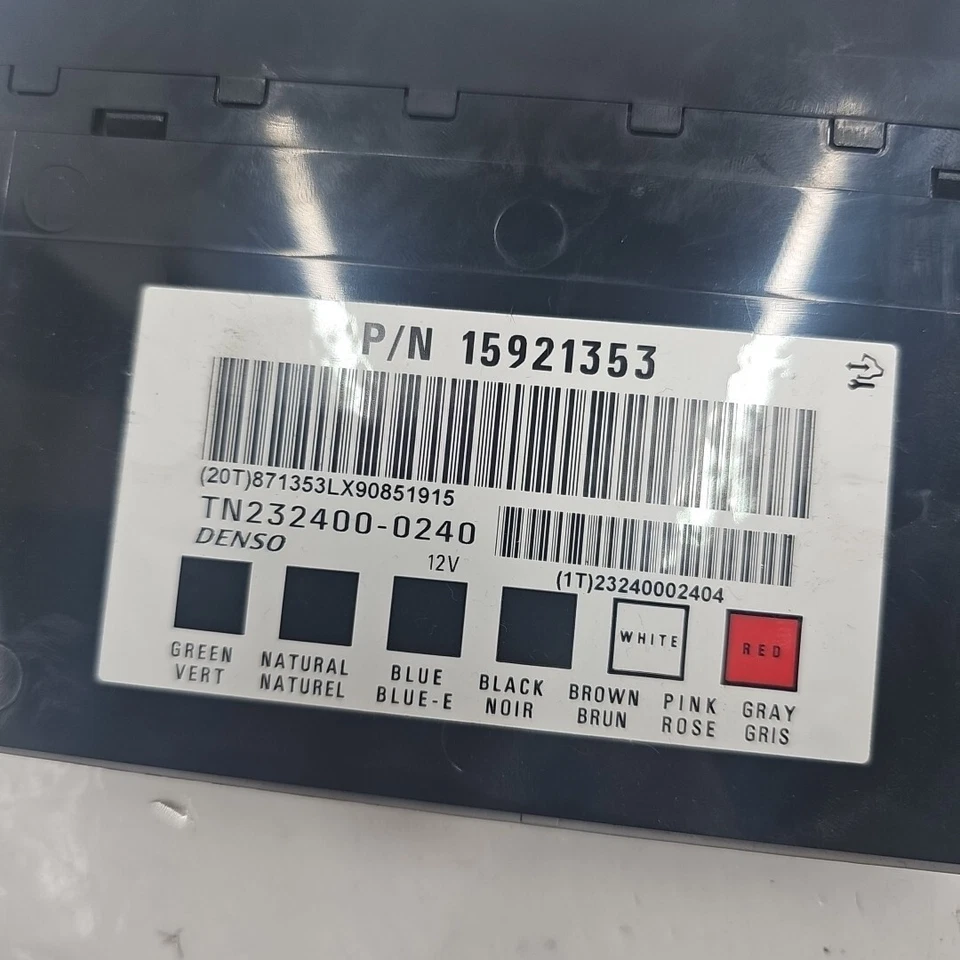 P/N 15921353
(20T)871353LX90851915
TN232400-0240
DENSO
12V
(1T)23240002404
WHITE
RED
GREEN NATURAL BLUE BLACK BROWN PINK GRAY
VERT NATUREL BLUE-E NOIR BRUN ROSE GRIS